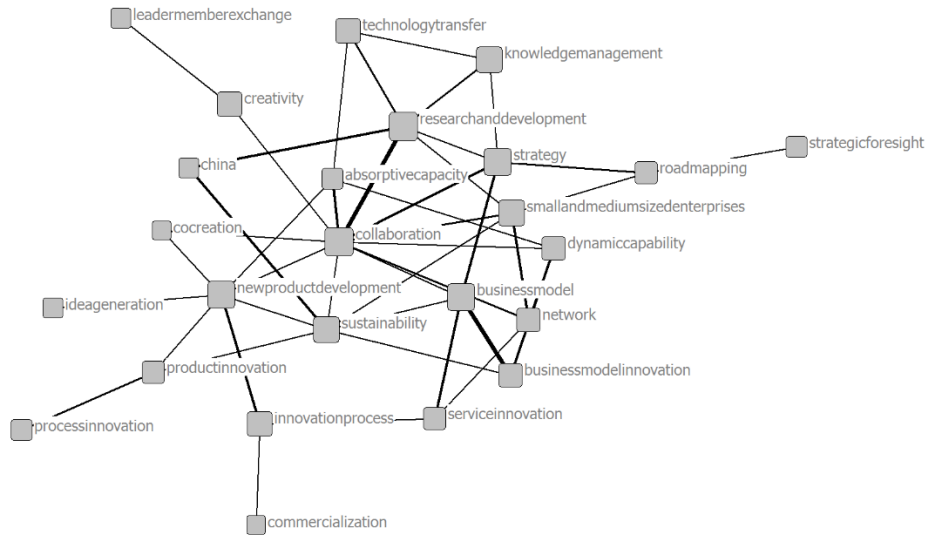 leadermemberexchange
technologytransfer
knowledgemanagement
creativity
researchanddevelopment
strategicforesight
strategy
china
absorptivecapacity
roadmapping
smallandmediumsizedenterprises
cocreation
collaboration
dynamiccapability
newproductdevelopment
businessmodel
ideageneration
sustainability
network
productinnovation
businessmodelinnovation
processinnovation
innovationprocess
serviceinnovation
commercialization